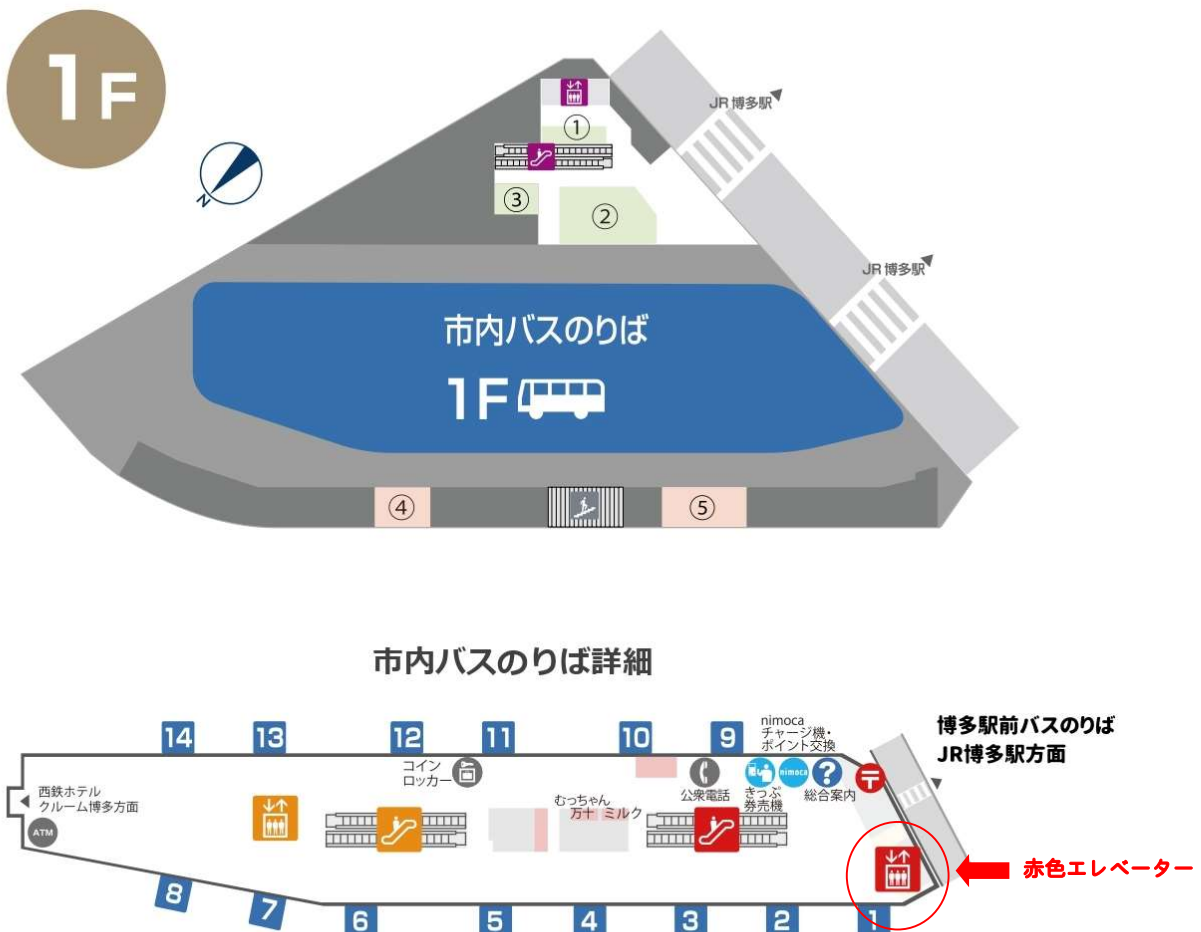 1F
JR 博多駅
①
N
③
②
JR 博多駅
市内バスのりば
1F
④
⑤
市内バスのりば詳細
14
13
12
11
10
9
nimoca
チャージ機・
ポイント交換
博多駅前バスのりば
JR博多駅方面
コイン
ロッカー
nimoca
?
〒
西鉄ホテル
クルーム博多方面
公衆電話
きっぷ
券売機
総合案内
むっちゃん
万十
ミルク
ATM
赤色エレベーター
8
7
6
5
4
3
2
1